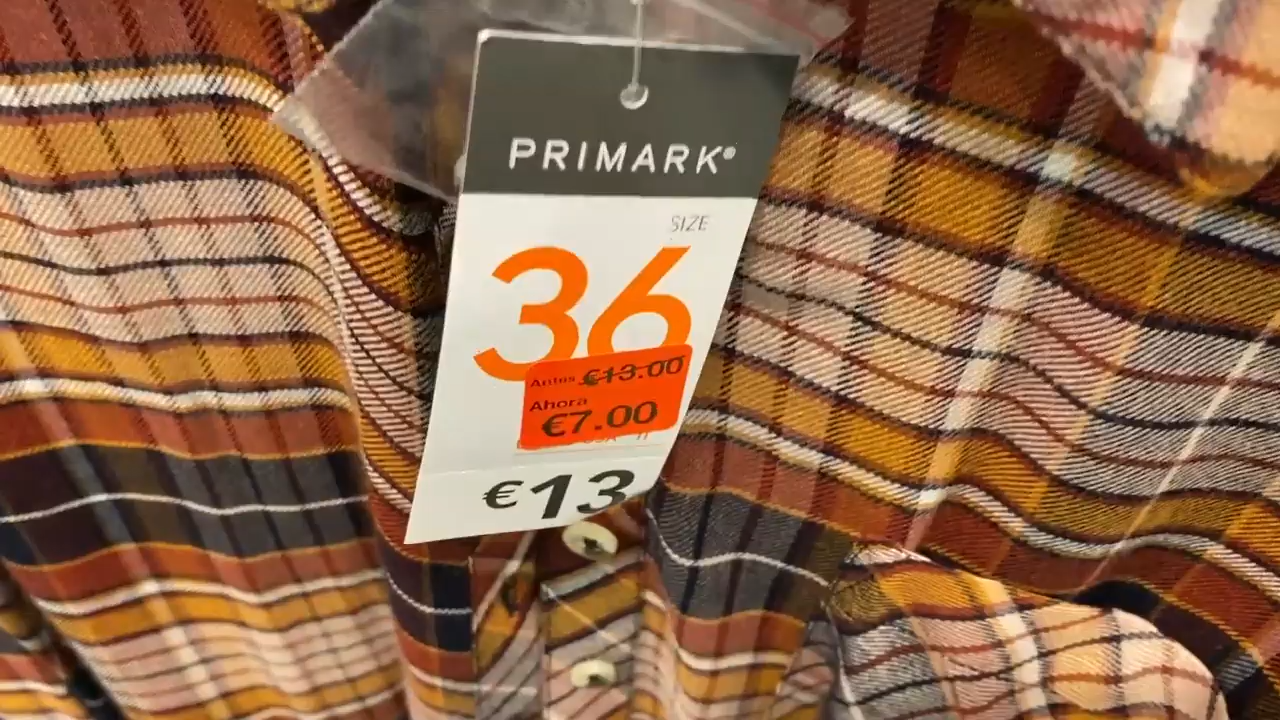 PRIMARK®
SIZE
36
Antes €13.00
Ahora
€7.00
€13